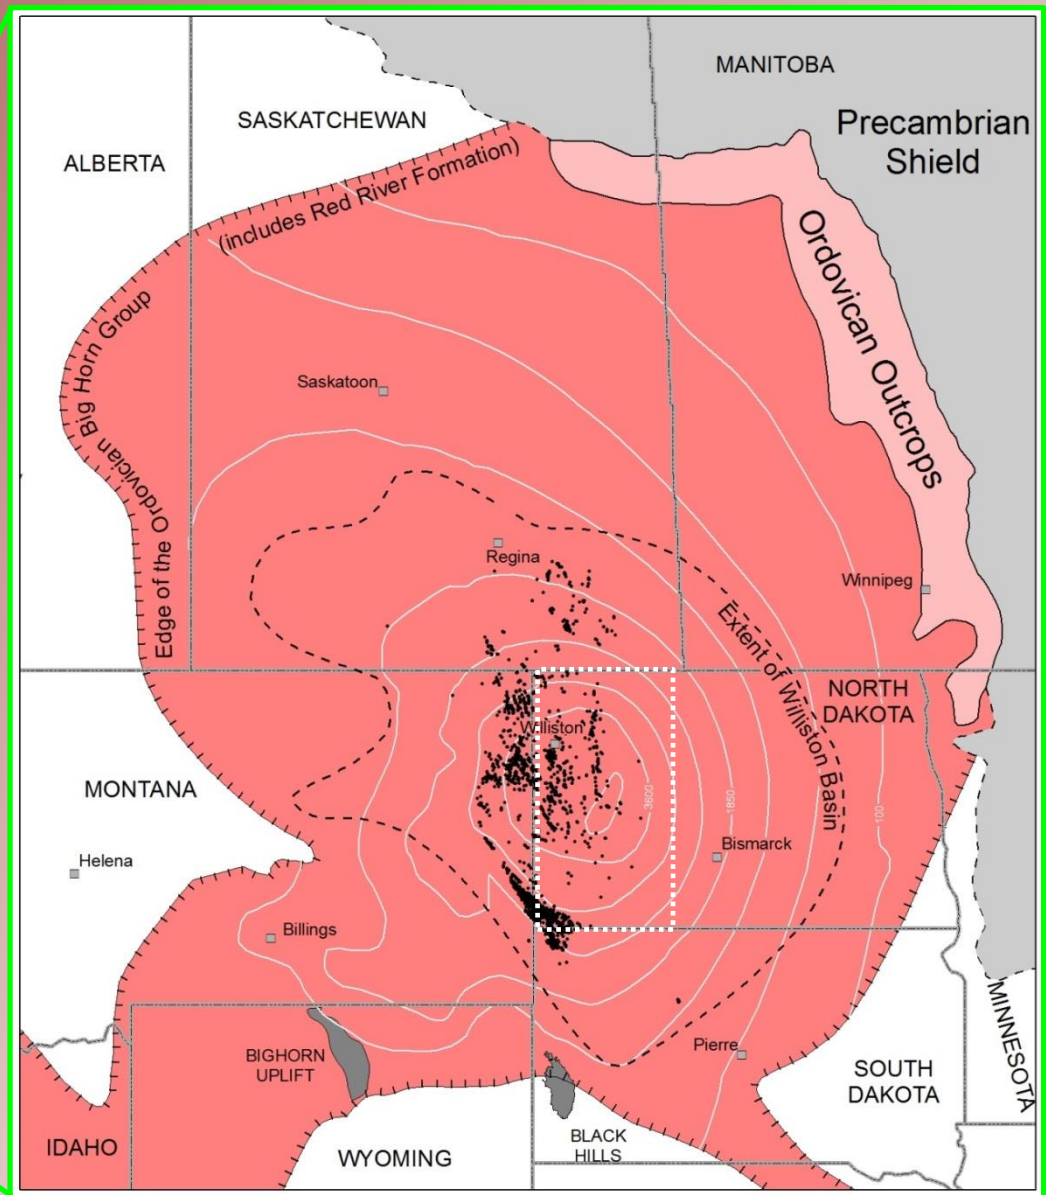 MANITOBA
Precambrian
Shield
SASKATCHEWAN
ALBERTA
(includes Red River Formation)
Ordovican Outcrops
Edge of the Ordovician Big Horn Group
Saskatoon
Regina
Winnipeg
Extent of Williston Basin
NORTH
DAKOTA
Williston
MONTANA
3600
1850
100
Bismarck
Helena
Billings
MINNESOTA
Pierre
BIGHORN
UPLIFT
SOUTH
DAKOTA
BLACK
HILLS
IDAHO
WYOMING